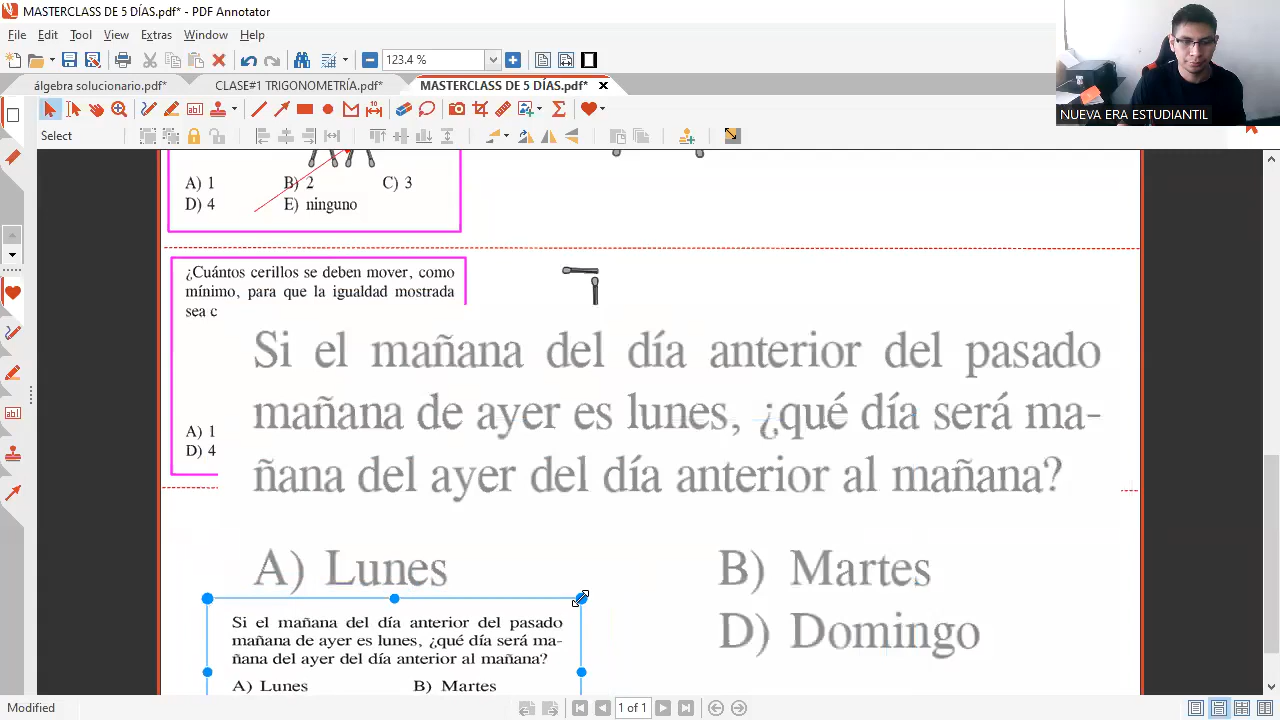 MASTERCLASS DE 5 DÍAS.pdf* - PDF Annotator
File Edit Tool View Extras Window Help
123.4 %
álgebra solucionario.pdf* CLASE#1 TRIGONOMETRÍA.pdf MASTERCLASS DE 5 DÍAS.pdf*
Select
NUEVA ERA ESTUDIANTIL
A) 1 B) 2 C) 3
D) 4 E) ninguno
¿Cuántos cerillos se deben mover, como
mínimo, para que la igualdad mostrada
sea c
A) 1
D) 4
Si el mañana del día anterior del pasado
mañana de ayer es lunes, ¿qué día será ma-
ñana del ayer del día anterior al mañana?
A) Lunes B) Martes
D) Domingo
Si el mañana del día anterior del pasado
mañana de ayer es lunes, ¿qué día será ma-
ñana del ayer del día anterior al mañana?
A) Lunes B) Martes
Modified 1 of 1